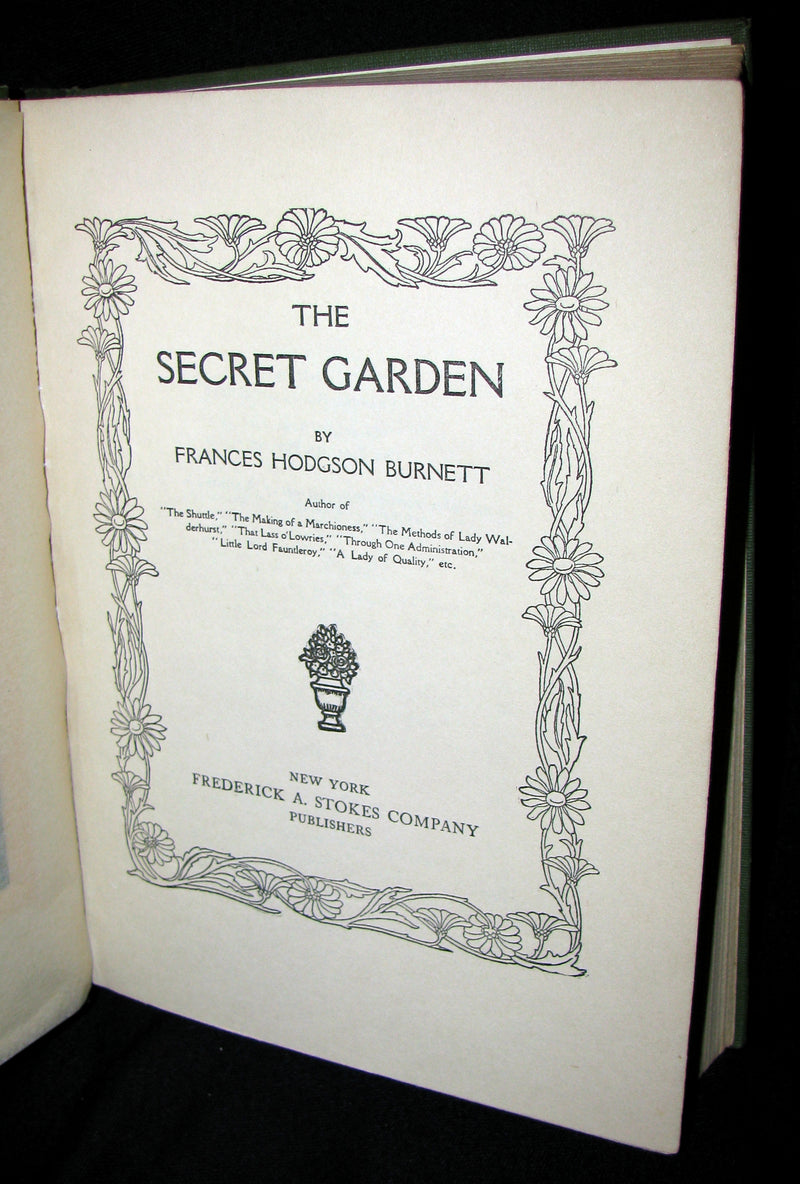 THE
SECRET GARDEN
BY
FRANCES HODGSON BURNETT
Author of
"The Shuttle," "The Making of a Marchioness," "The Methods of Lady Wal-
derhurst," "That Lass o'Lowries," "Through One Administration,"
"Little Lord Fauntleroy," "A Lady of Quality," etc.
NEW YORK
FREDERICK A. STOKES COMPANY
PUBLISHERS